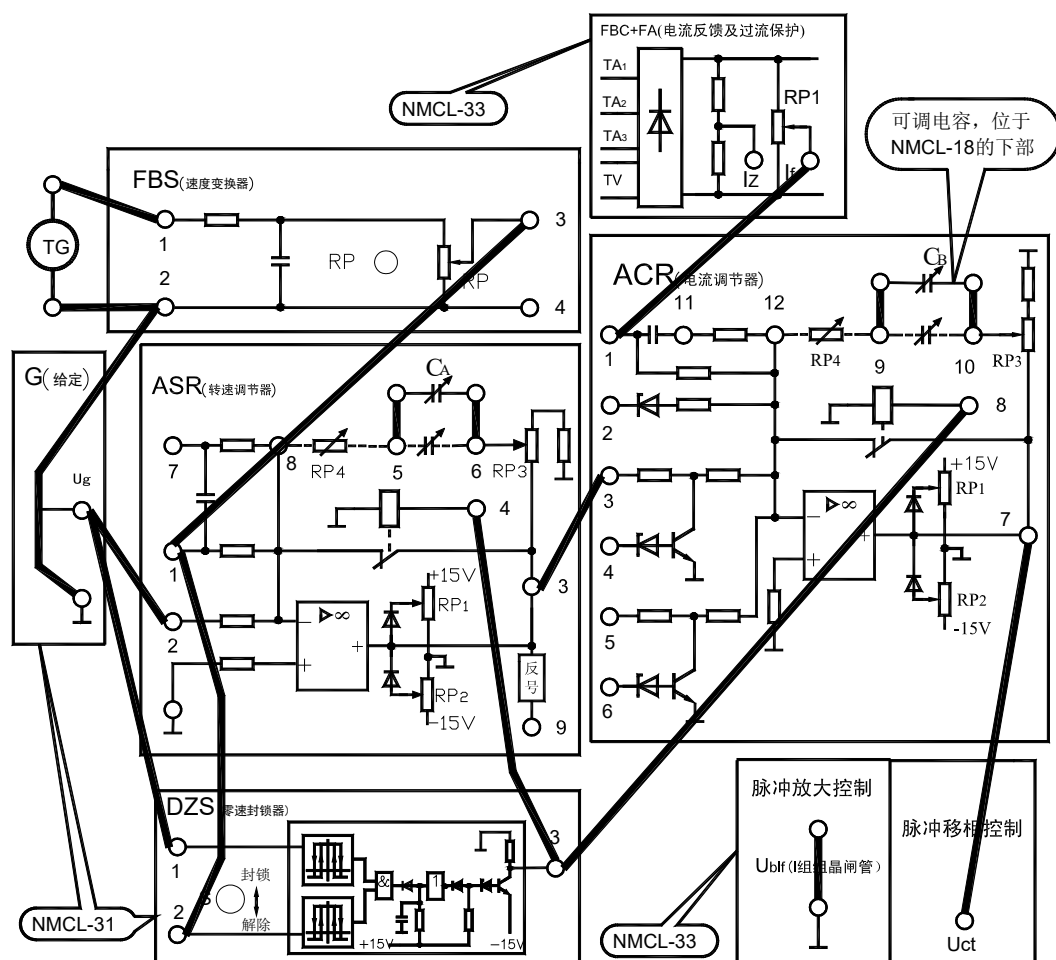 FBC+FA(电流反馈及过流保护)
TA1
TA2
TA3
TV
RP1
IZ
If
NMCL-33
可调电容，位于
NMCL-18的下部
FBS(速度变换器)
TG
1
2
RP
RP
3
4
G(给定)
Ug
ASR(转速调节器)
CA
7
8
RP4
5
6
RP3
4
1
+15V
RP1
3
2
∞
−
+
+
RP2
-15V
反号
9
ACR(电流调节器)
CB
11
12
1
RP4
9
10
RP3
2
8
3
+15V
RP1
∞
−
+
+
7
4
RP2
-15V
5
6
DZS(零速封锁器)
3
1
封锁
S
解除
2
&
1
+15V
-15V
NMCL-31
NMCL-33
脉冲放大控制
Ublf(I组组晶闸管)
脉冲移相控制
Uct